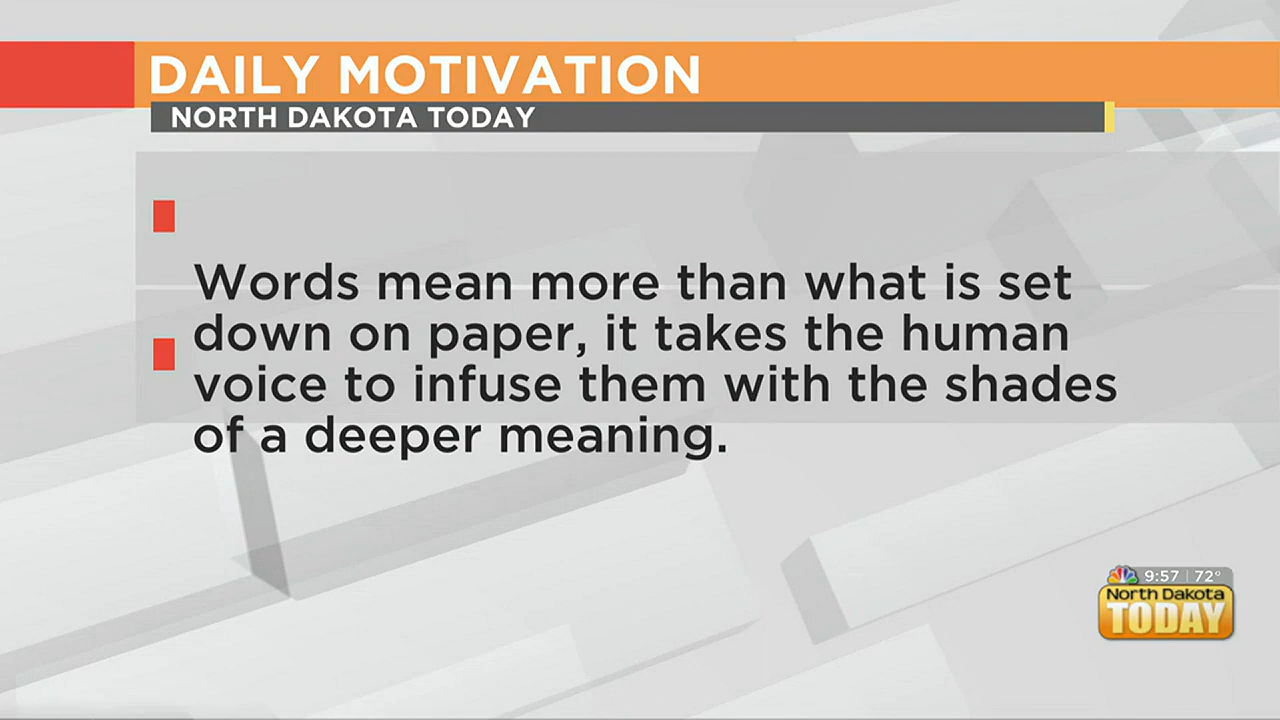 DAILY MOTIVATION
NORTH DAKOTA TODAY
Words mean more than what is set
down on paper, it takes the human
voice to infuse them with the shades
of a deeper meaning.
9:57 | 72°
North Dakota
TODAY